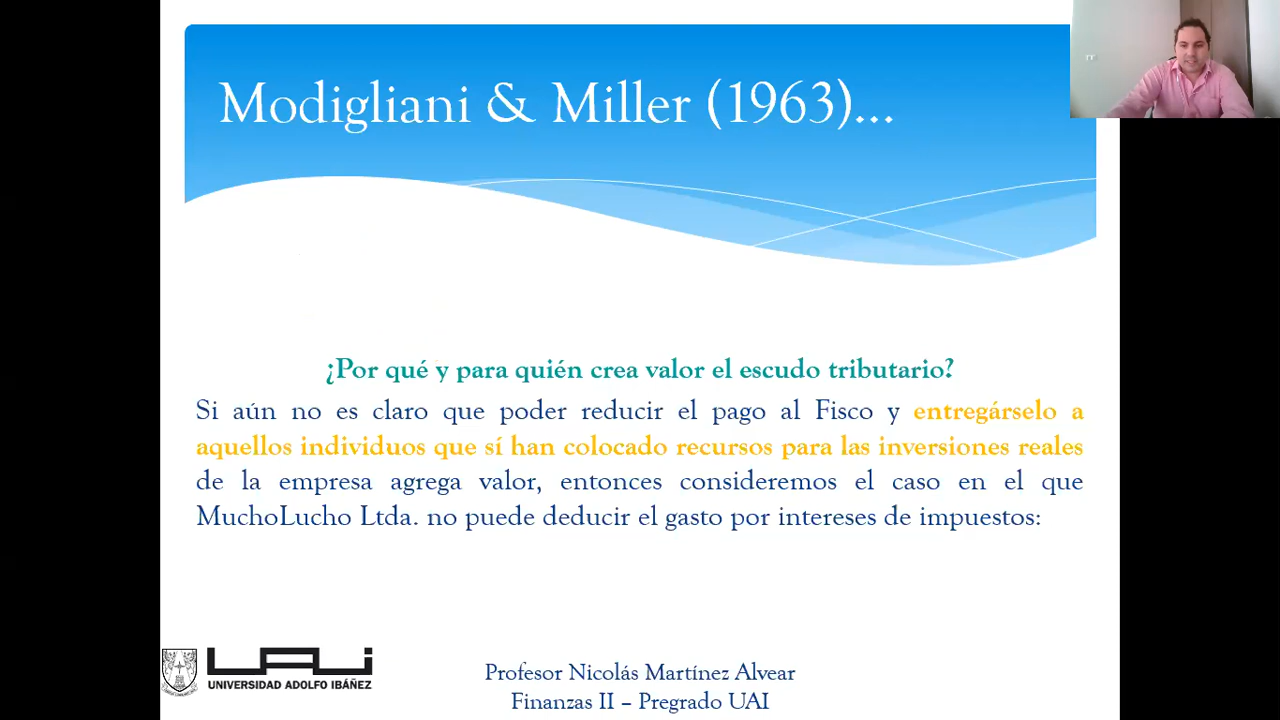 Modigliani & Miller (1963)...
¿Por qué y para quién crea valor el escudo tributario?
Si aún no es claro que poder reducir el pago al Fisco y entregárselo a
aquellos individuos que sí han colocado recursos para las inversiones reales
de la empresa agrega valor, entonces consideremos el caso en el que
MuchoLucho Ltda. no puede deducir el gasto por intereses de impuestos:
UAI
UNIVERSIDAD ADOLFO IBÁÑEZ
Profesor Nicolás Martínez Alvear
Finanzas II – Pregrado UAI